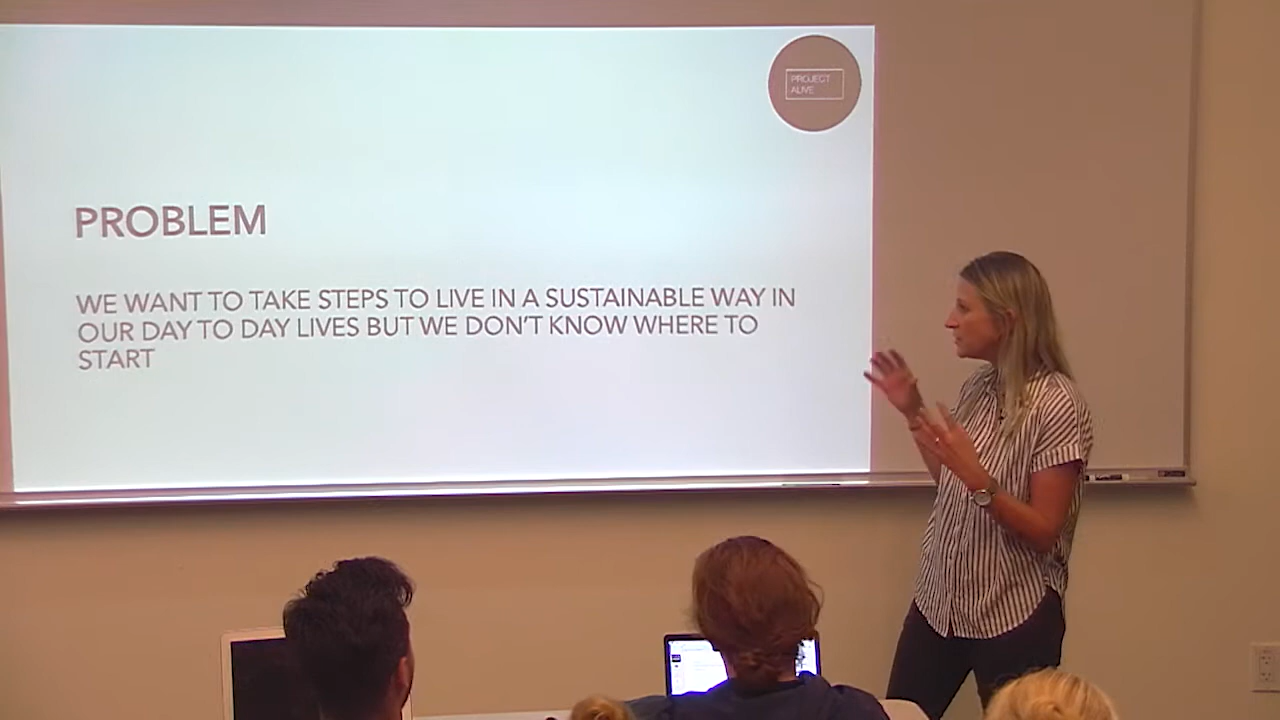 PROJECT
ALIVE
PROBLEM
WE WANT TO TAKE STEPS TO LIVE IN A SUSTAINABLE WAY IN
OUR DAY TO DAY LIVES BUT WE DON'T KNOW WHERE TO
START